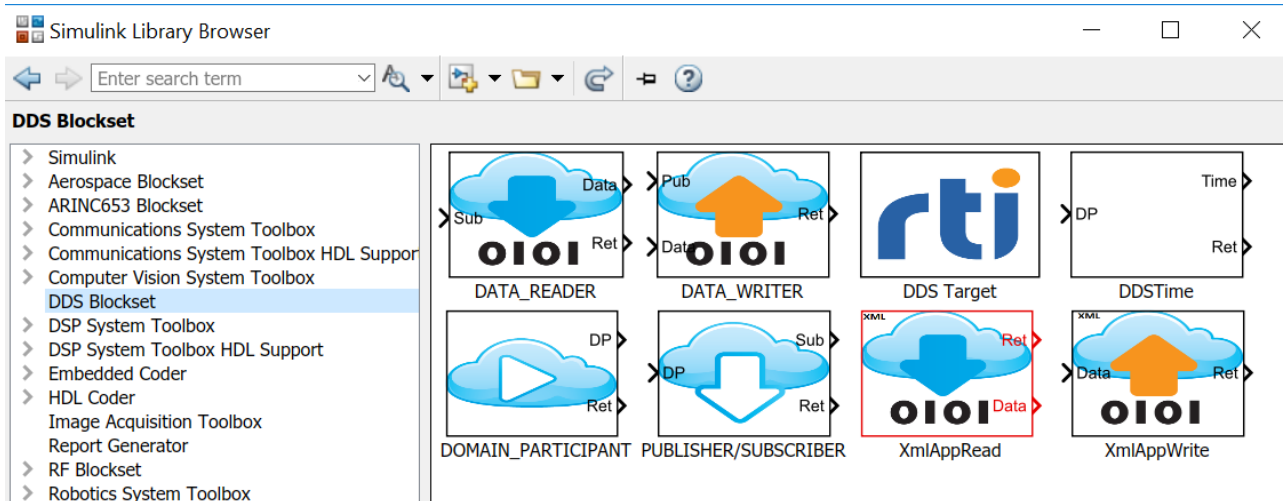 Simulink Library Browser
Enter search term
DDS Blockset
Simulink
Aerospace Blockset
ARINC653 Blockset
Communications System Toolbox
Communications System Toolbox HDL Suppor
Computer Vision System Toolbox
DDS Blockset
DSP System Toolbox
DSP System Toolbox HDL Support
Embedded Coder
HDL Coder
Image Acquisition Toolbox
Report Generator
RF Blockset
Robotics System Toolbox
Sub
Data
Ret
OIOI
DATA_READER
Pub
Data
Ret
OIOI
DATA_WRITER
rti
DDS Target
DP
Time
Ret
DDSTime
DP
Ret
DOMAIN_PARTICIPANT
DP
Sub
Ret
PUBLISHER/SUBSCRIBER
XML
Ret
Data
OIOI
XmlAppRead
XML
Data
Ret
OIOI
XmlAppWrite